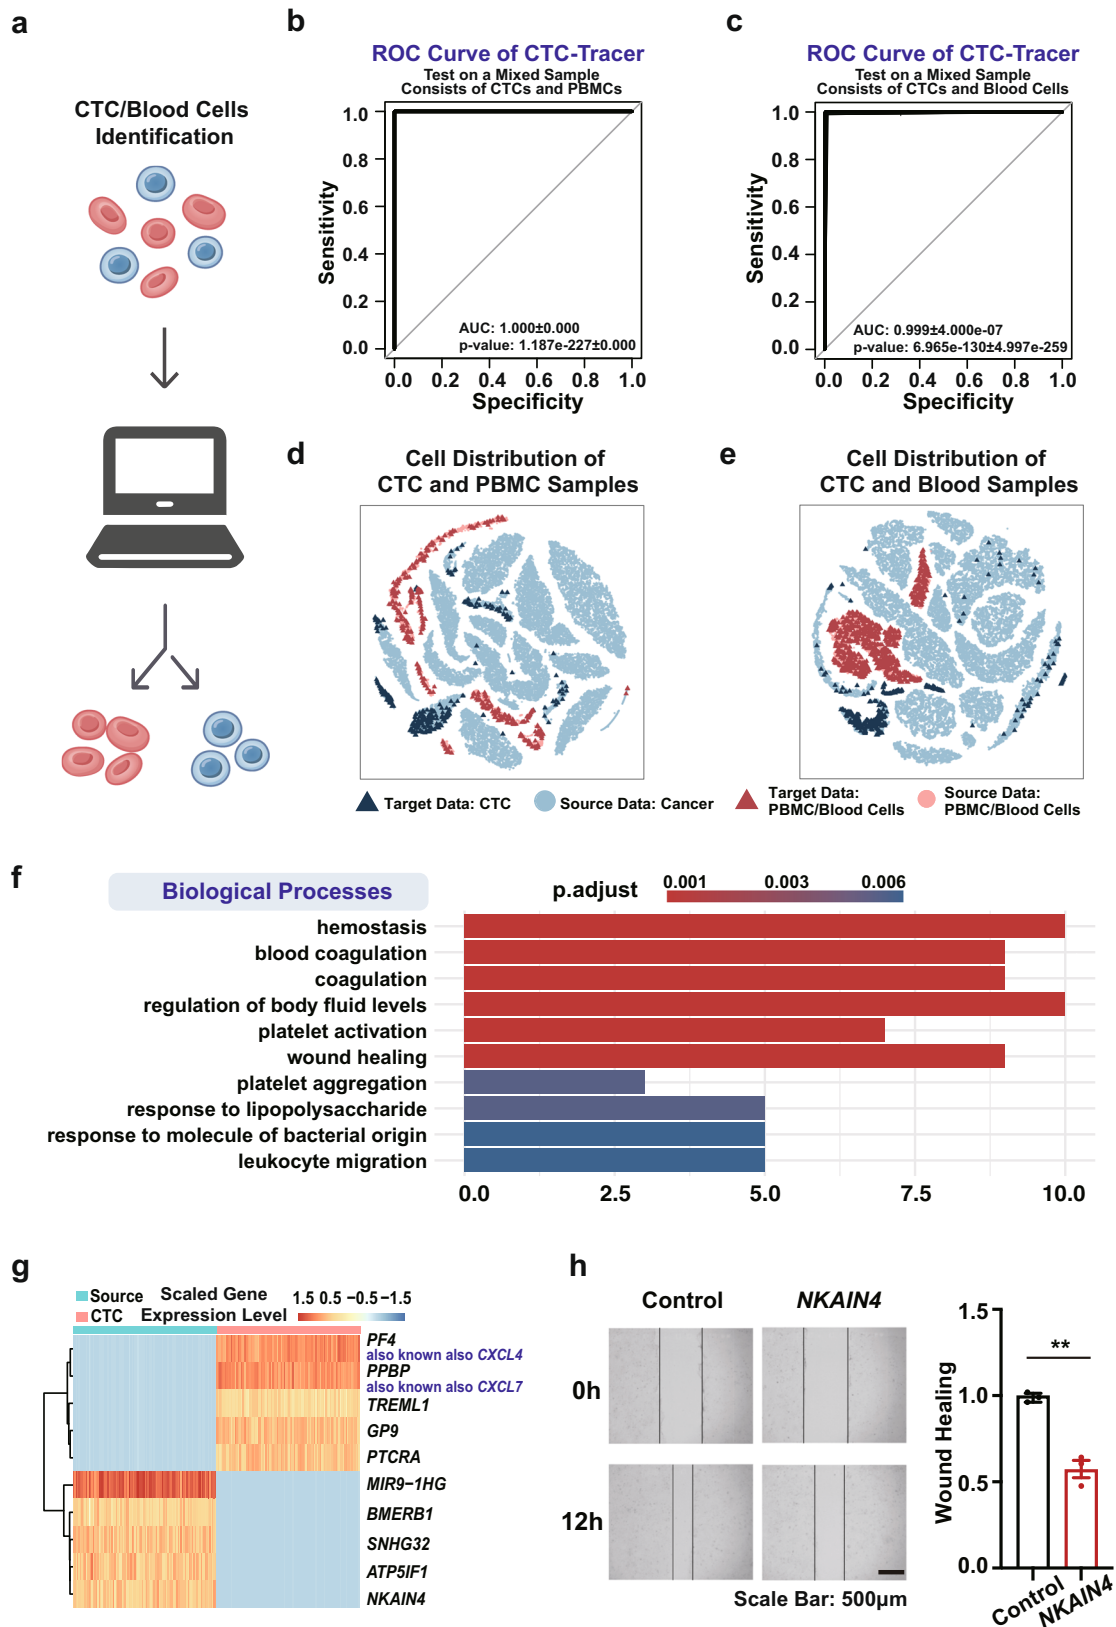 a
CTC/Blood Cells
Identification
b
ROC Curve of CTC-Tracer
Test on a Mixed Sample
Consists of CTCs and PBMCs
Sensitivity
1.0
0.8
0.6
0.4
0.2
0.0
AUC: 1.000±0.000
p-value: 1.187e-227±0.000
0.0 0.2 0.4 0.6 0.8 1.0
Specificity
c
ROC Curve of CTC-Tracer
Test on a Mixed Sample
Consists of CTCs and Blood Cells
Sensitivity
1.0
0.8
0.6
0.4
0.2
0.0
AUC: 0.999±4.000e-07
p-value: 6.965e-130±4.997e-259
0.0 0.2 0.4 0.6 0.8 1.0
Specificity
d
Cell Distribution of
CTC and PBMC Samples
e
Cell Distribution of
CTC and Blood Samples
Target Data: CTC
Source Data: Cancer
Target Data:
PBMC/Blood Cells
Source Data:
PBMC/Blood Cells
f
Biological Processes
p.adjust
0.001 0.003 0.006
hemostasis
blood coagulation
coagulation
regulation of body fluid levels
platelet activation
wound healing
platelet aggregation
response to lipopolysaccharide
response to molecule of bacterial origin
leukocyte migration
0.0 2.5 5.0 7.5 10.0
g
Source
CTC
Scaled Gene
Expression Level
1.5 0.5 −0.5−1.5
PF4
also known also CXCL4
PPBP
also known also CXCL7
TREML1
GP9
PTCRA
MIR9−1HG
BMERB1
SNHG32
ATP5IF1
NKAIN4
h
Control
NKAIN4
0h
12h
Scale Bar: 500μm
Wound Healing
1.5
1.0
0.5
0.0
**
Control
NKAIN4